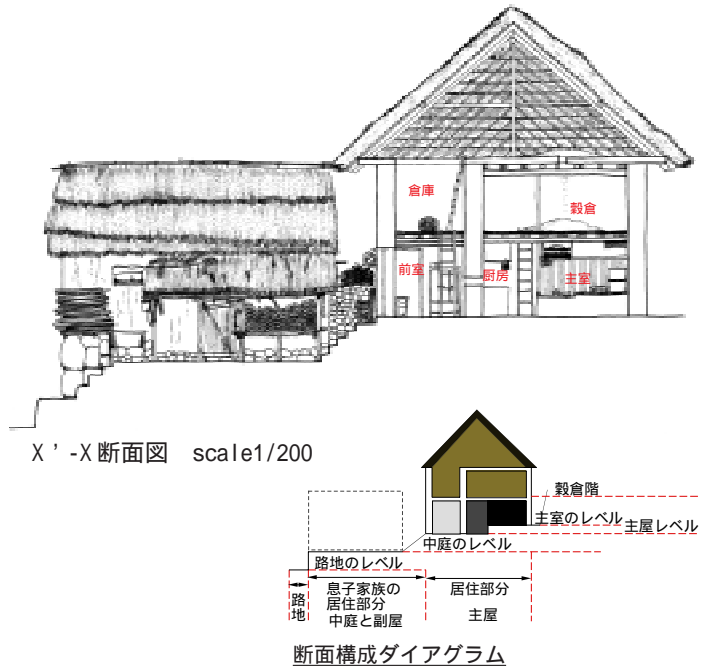 倉庫
穀倉
前室
厨房
主室
X'-X断面図 scale1/200
穀倉階
主室のレベル
主屋レベル
中庭のレベル
路地のレベル
路地
息子家族の
居住部分
中庭と副屋
居住部分
主屋
断面構成ダイアグラム